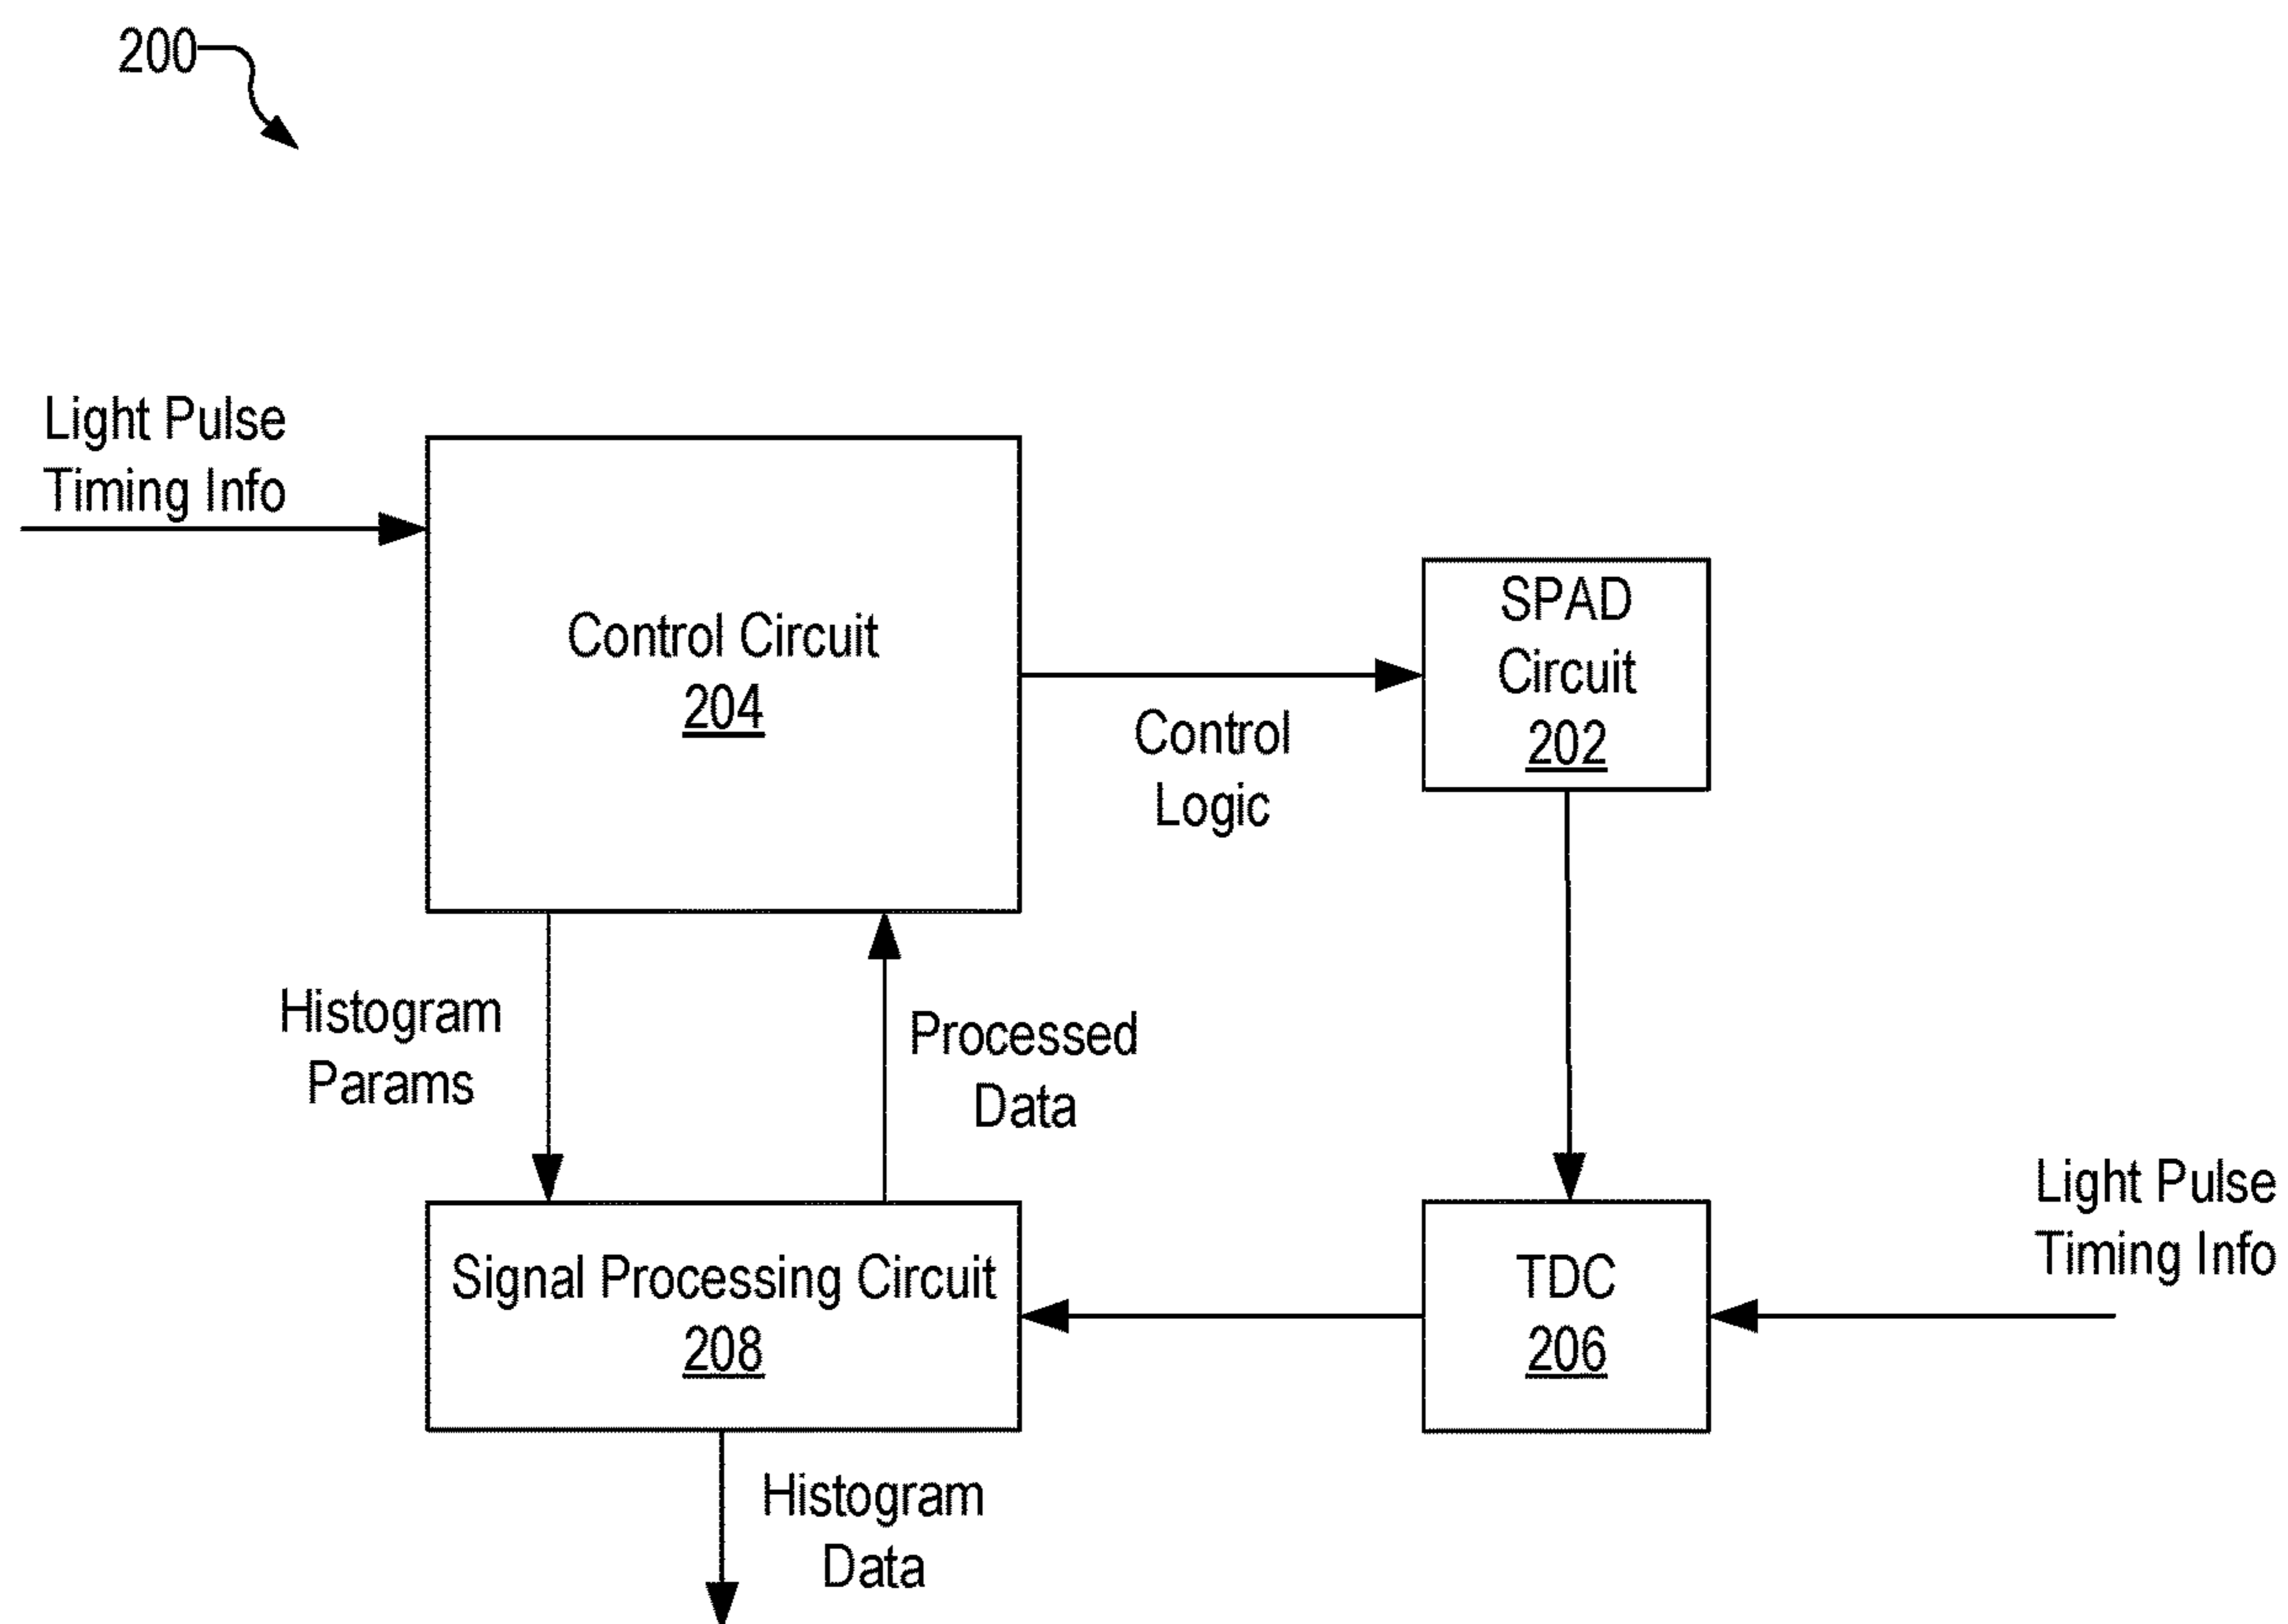 200
Light Pulse
Timing Info
Control Circuit
204
SPAD
Circuit
202
Control
Logic
Histogram
Params
Processed
Data
Light Pulse
Timing Info
Signal Processing Circuit
208
TDC
206
Histogram
Data